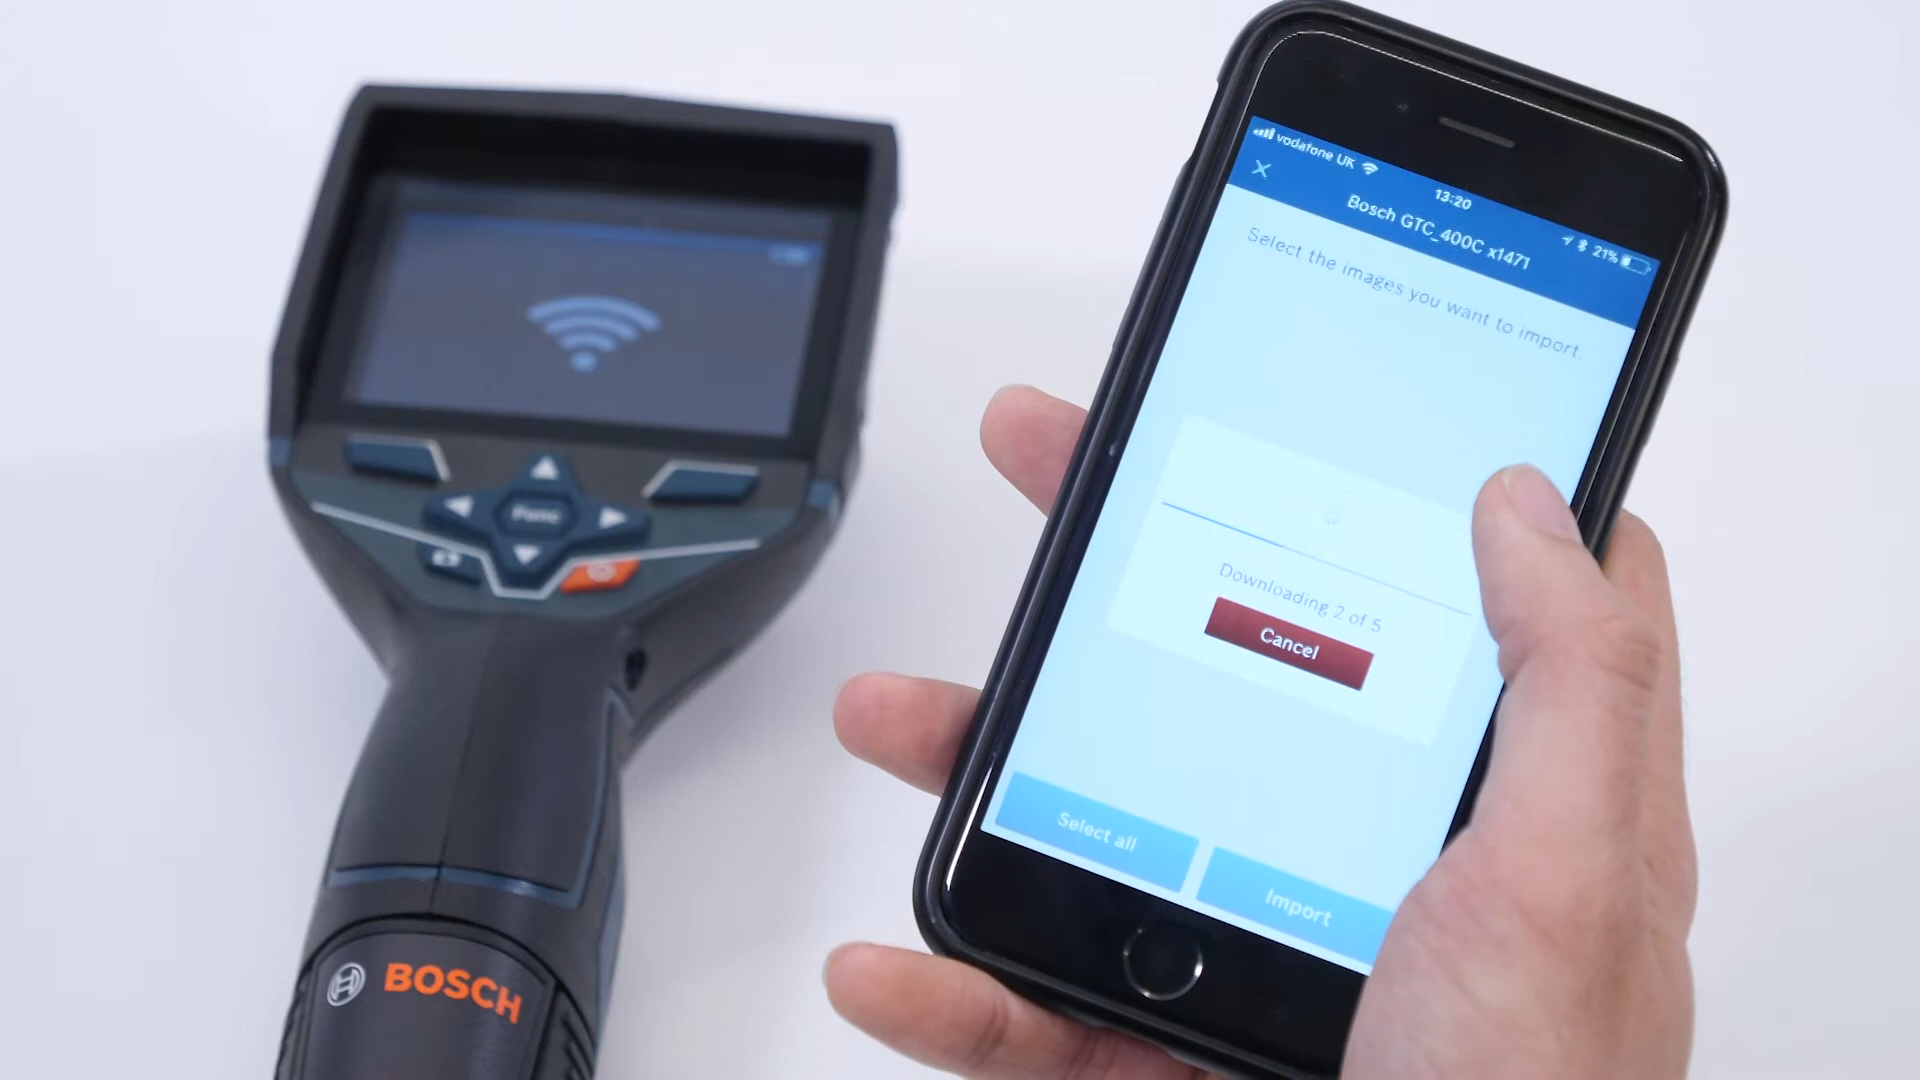 vodafone UK
13:20
21%
Bosch GTC_400C x1471
Select the images you want to import.
Downloading 2 of 5
Cancel
Select all
Import
Func
BOSCH